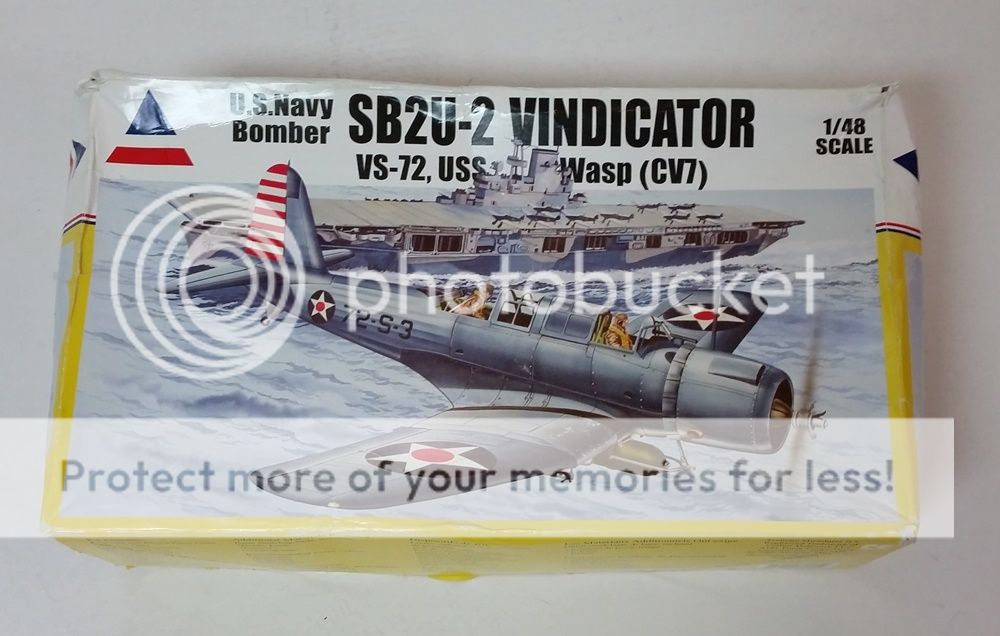 U.S.Navy
Bomber
SB2U-2 VINDICATOR
VS-72, USS Wasp (CV7)
1/48
SCALE
photobucket
72-S-3
Protect more of your memories for less!